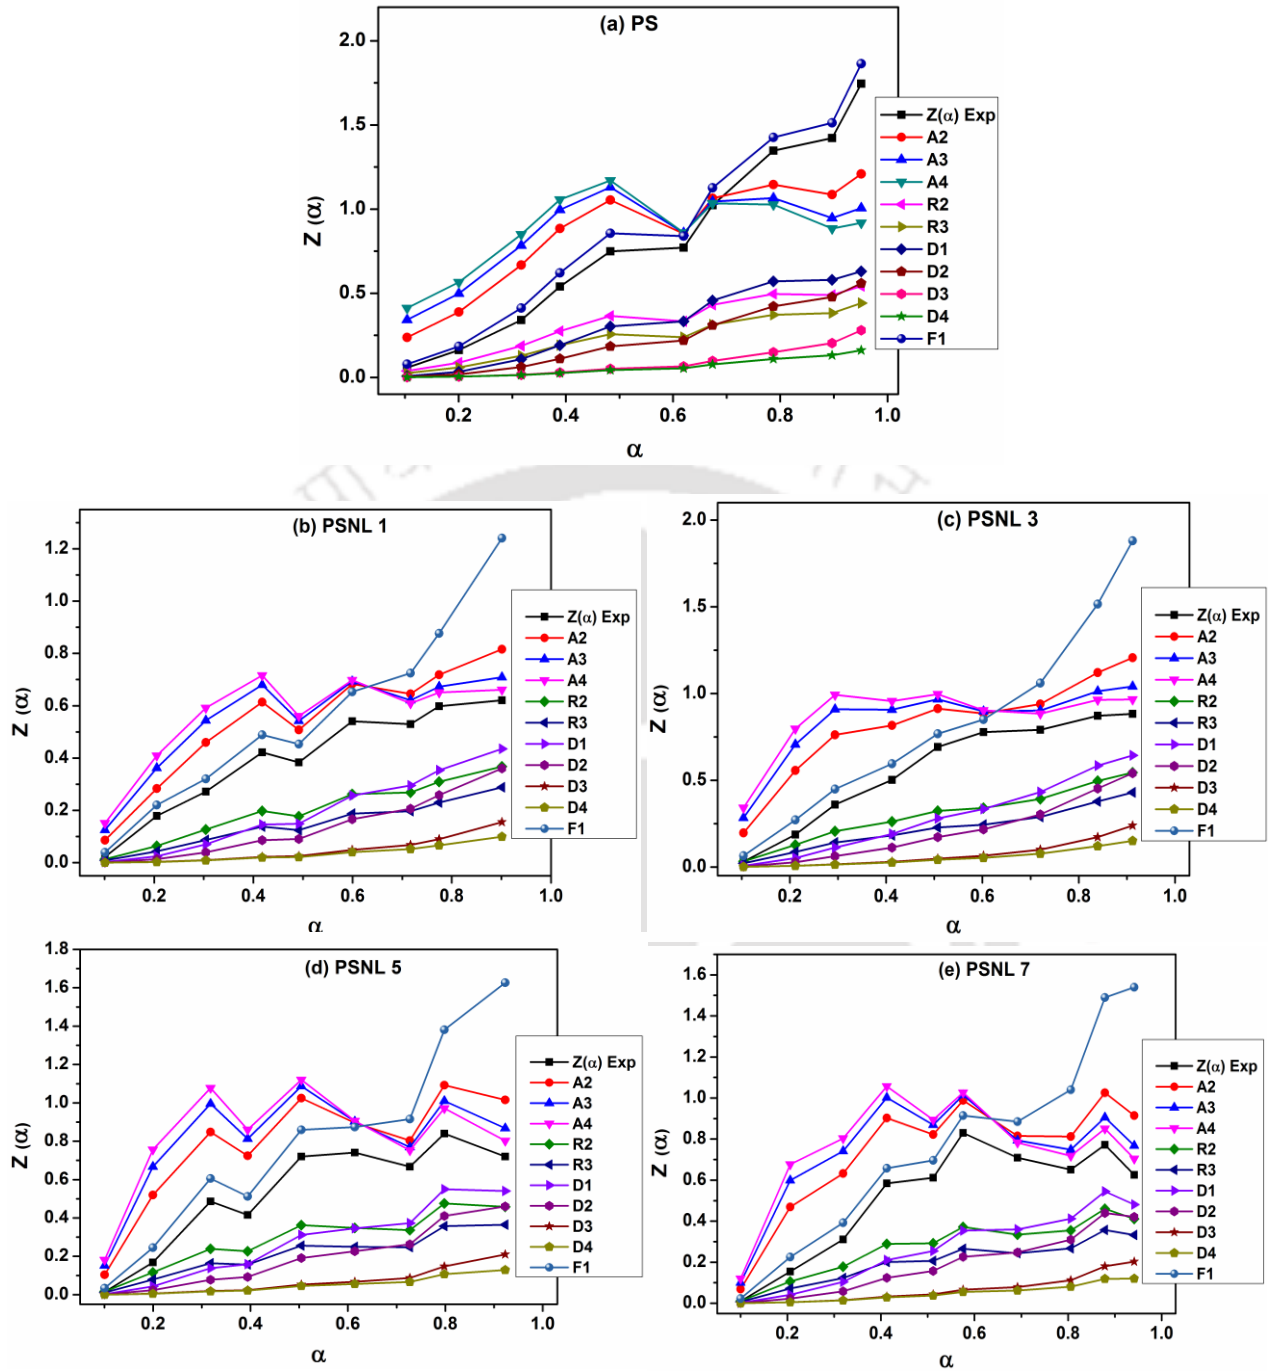 (a) PS
2.0
1.5
1.0
0.5
0.0
Z (α)
0.2 0.4 0.6 0.8 1.0
α
Z(α) Exp
A2
A3
A4
R2
R3
D1
D2
D3
D4
F1
(b) PSNL 1
1.2
1.0
0.8
0.6
0.4
0.2
0.0
Z (α)
0.2 0.4 0.6 0.8 1.0
α
Z(α) Exp
A2
A3
A4
R2
R3
D1
D2
D3
D4
F1
(c) PSNL 3
2.0
1.5
1.0
0.5
0.0
Z (α)
0.2 0.4 0.6 0.8 1.0
α
Z(α) Exp
A2
A3
A4
R2
R3
D1
D2
D3
D4
F1
(d) PSNL 5
1.8
1.6
1.4
1.2
1.0
0.8
0.6
0.4
0.2
0.0
Z (α)
0.2 0.4 0.6 0.8 1.0
α
Z(α) Exp
A2
A3
A4
R2
R3
D1
D2
D3
D4
F1
(e) PSNL 7
1.6
1.4
1.2
1.0
0.8
0.6
0.4
0.2
0.0
Z (α)
0.2 0.4 0.6 0.8 1.0
α
Z(α) Exp
A2
A3
A4
R2
R3
D1
D2
D3
D4
F1